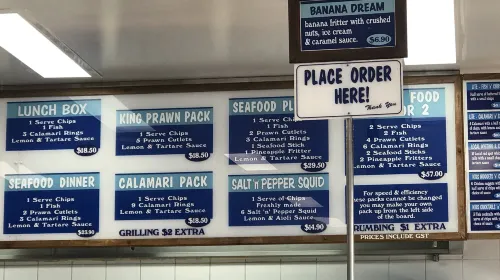 BANANA DREAM
banana fritter with crushed
nuts, ice cream
& caramel sauce.
$6.90
PLACE ORDER
HERE!
Thank You
LUNCH BOX
1 Serve Chips
1 Fish
3 Calamari Rings
Lemon & Tartare Sauce
$18.50
KING PRAWN PACK
1 Serve Chips
5 Prawn Cutlets
Lemon & Tartare Sauce
$18.50
SEAFOOD
1 Serve Chips
1 Fish
2 Prawn Cutlets
3 Calamari Rings
1 Seafood Stick
1 Pineapple Fritter
Lemon & Tartare Sauce
$29.50
FOOD
R 2
2 Serve Chips
2 Fish
4 Prawn Cutlets
6 Calamari Rings
2 Seafood Sticks
2 Pineapple Fritters
Lemon & Tartare Sauce
$57.00
SEAFOOD DINNER
1 Serve Chips
1 Fish
2 Prawn Cutlets
3 Calamari Rings
Lemon & Tartare Sauce
CALAMARI PACK
1 Serve Chips
9 Calamari Rings
Lemon & Tartare Sauce
$18.50
SALT 'n' PEPPER SQUID
1 Serve of Chips
Freshly made
6 Salt 'n' Pepper Squid
Lemon & Aioli Sauce
$14.90
For speed & efficiency
these packs cannot be changed
you may make your own
pack up from the left side
of the board.
GRILLING $2 EXTRA
RUMBING $1 EXTRA
PRICES INCLUDE GST